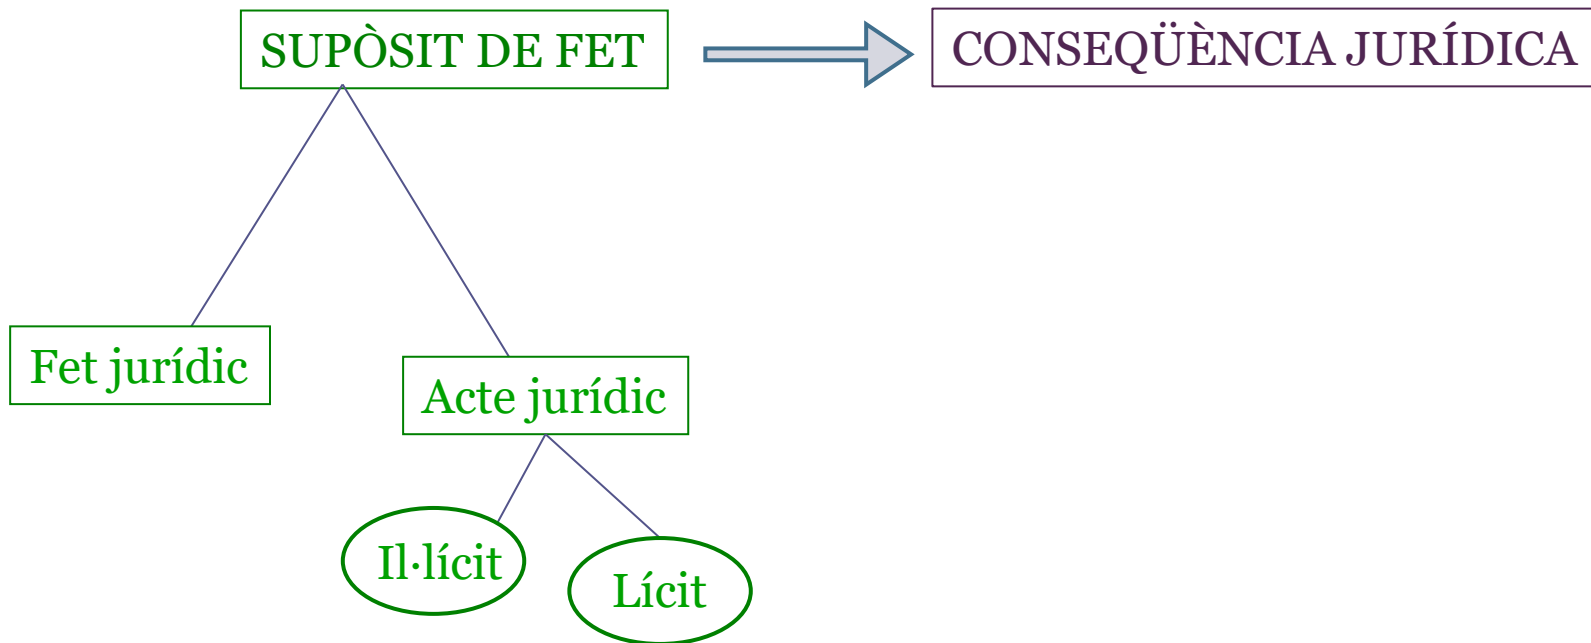 SUPÒSIT DE FET
CONSEQÜÈNCIA JURÍDICA
Fet jurídic
Acte jurídic
Il·lícit
Lícit